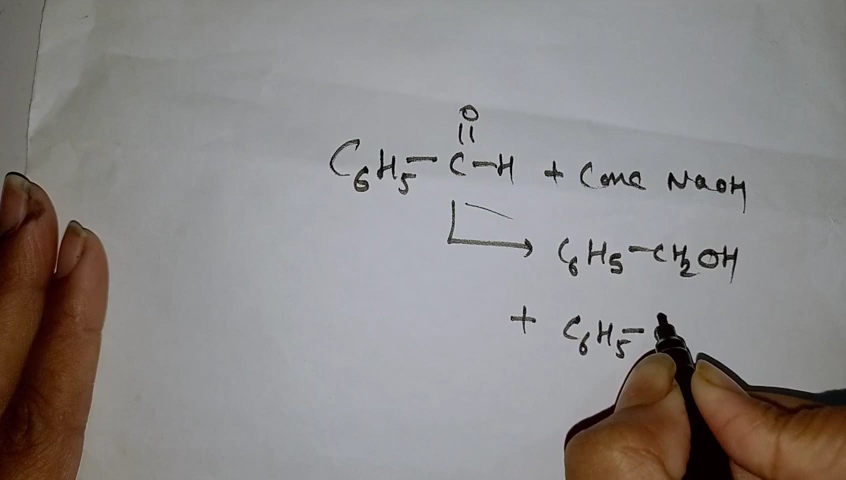 O
||
C6H5-C-H + Conc NaOH
C6H5-CH2OH
+ C6H5-